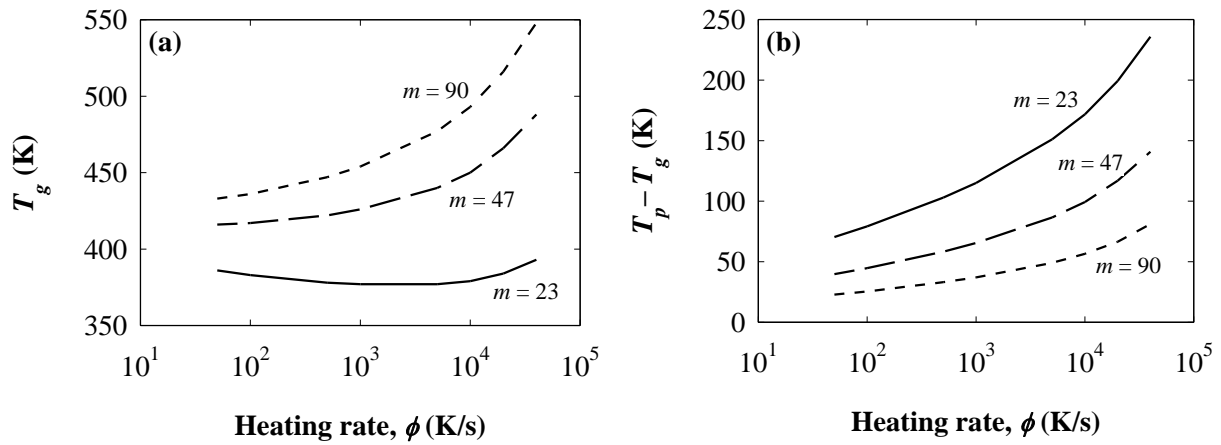 (a)
T_g (K)
550
500
450
400
350
m = 90
m = 47
m = 23
10^1 10^2 10^3 10^4 10^5
Heating rate, ϕ (K/s)
(b)
T_p − T_g (K)
250
200
150
100
50
0
m = 23
m = 47
m = 90
10^1 10^2 10^3 10^4 10^5
Heating rate, ϕ (K/s)